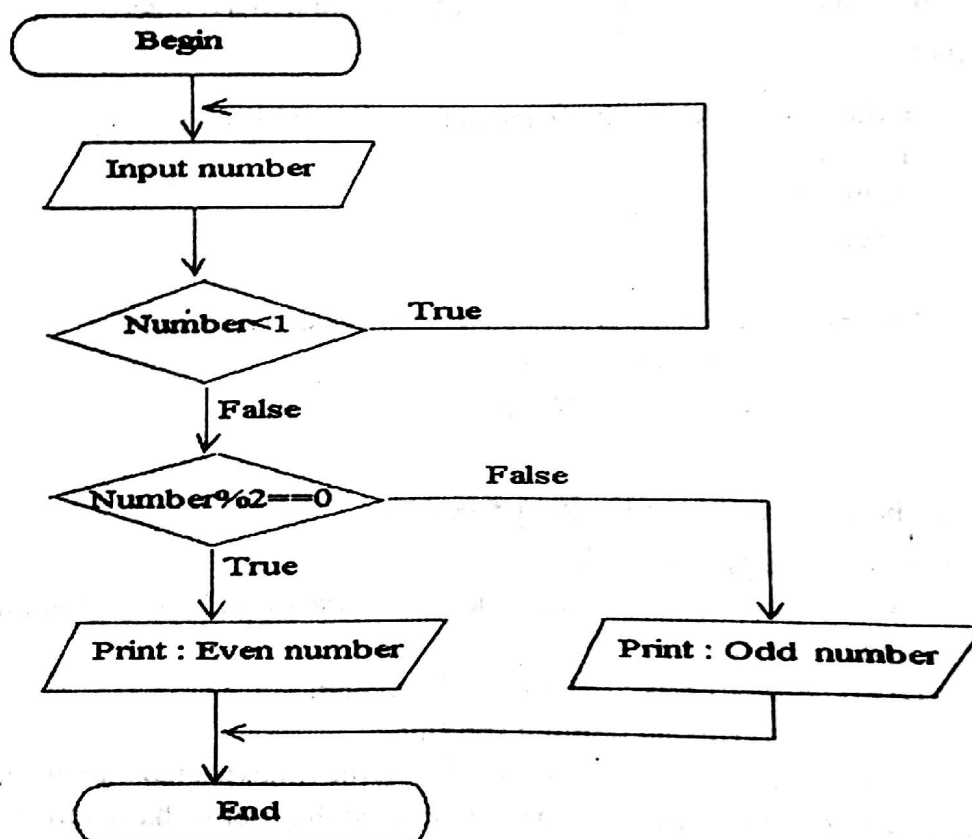 Begin
Input number
Number<1
True
False
Number%2==0
False
True
Print : Even number
Print : Odd number
End